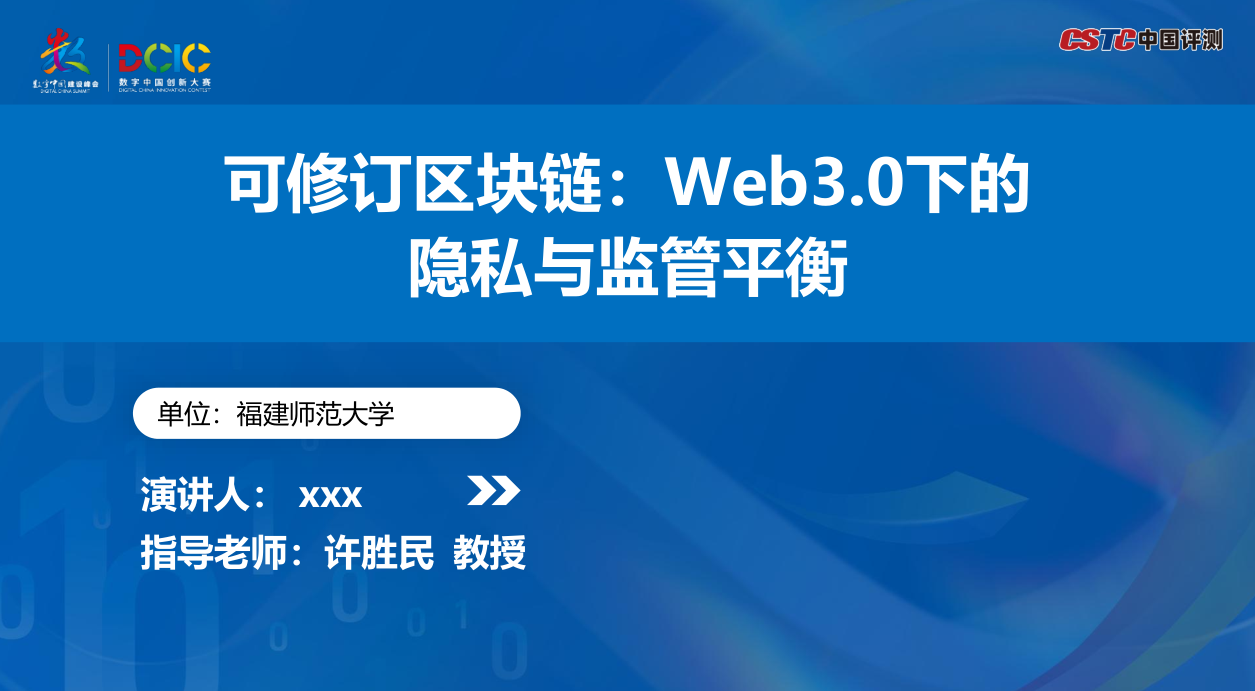 数字中国建设峰会
DIGITAL CHINA SUMMIT
DCIC
数字中国创新大赛
DIGITAL CHINA INNOVATION CONTEST
CSTC中国评测
可修订区块链：Web3.0下的
隐私与监管平衡
单位：福建师范大学
演讲人： xxx
指导老师：许胜民 教授